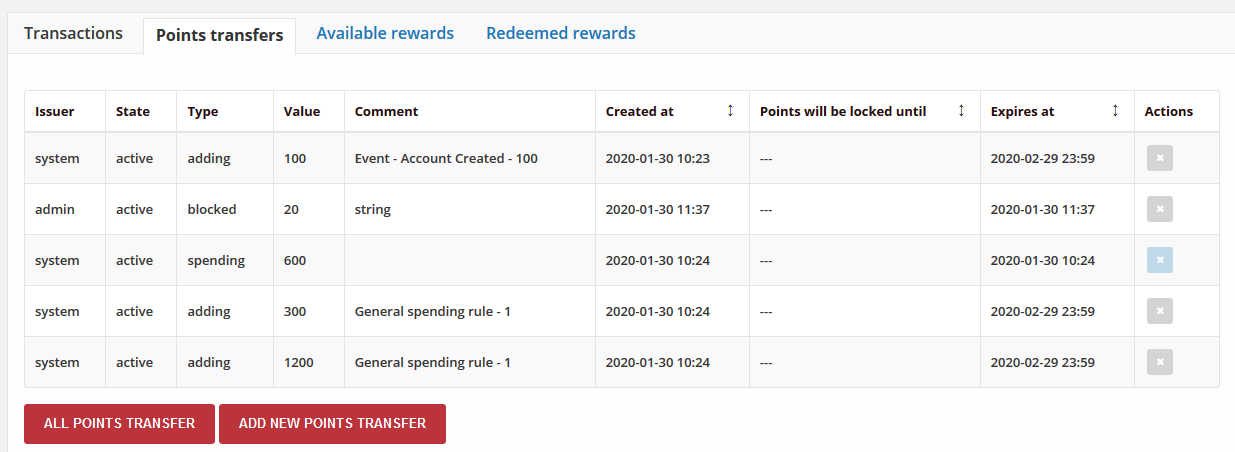 Transactions Points transfers Available rewards Redeemed rewards
Issuer State Type Value Comment Created at ↕ Points will be locked until ↕ Expires at ↕ Actions
system active adding 100 Event - Account Created - 100 2020-01-30 10:23 --- 2020-02-29 23:59
admin active blocked 20 string 2020-01-30 11:37 --- 2020-01-30 11:37
system active spending 600 2020-01-30 10:24 --- 2020-01-30 10:24
system active adding 300 General spending rule - 1 2020-01-30 10:24 --- 2020-02-29 23:59
system active adding 1200 General spending rule - 1 2020-01-30 10:24 --- 2020-02-29 23:59
ALL POINTS TRANSFER ADD NEW POINTS TRANSFER